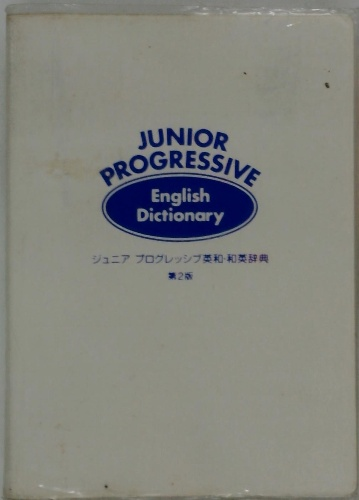 JUNIOR
PROGRESSIVE
English
Dictionary
ジュニア プログレッシブ英和・和英辞典
第2版